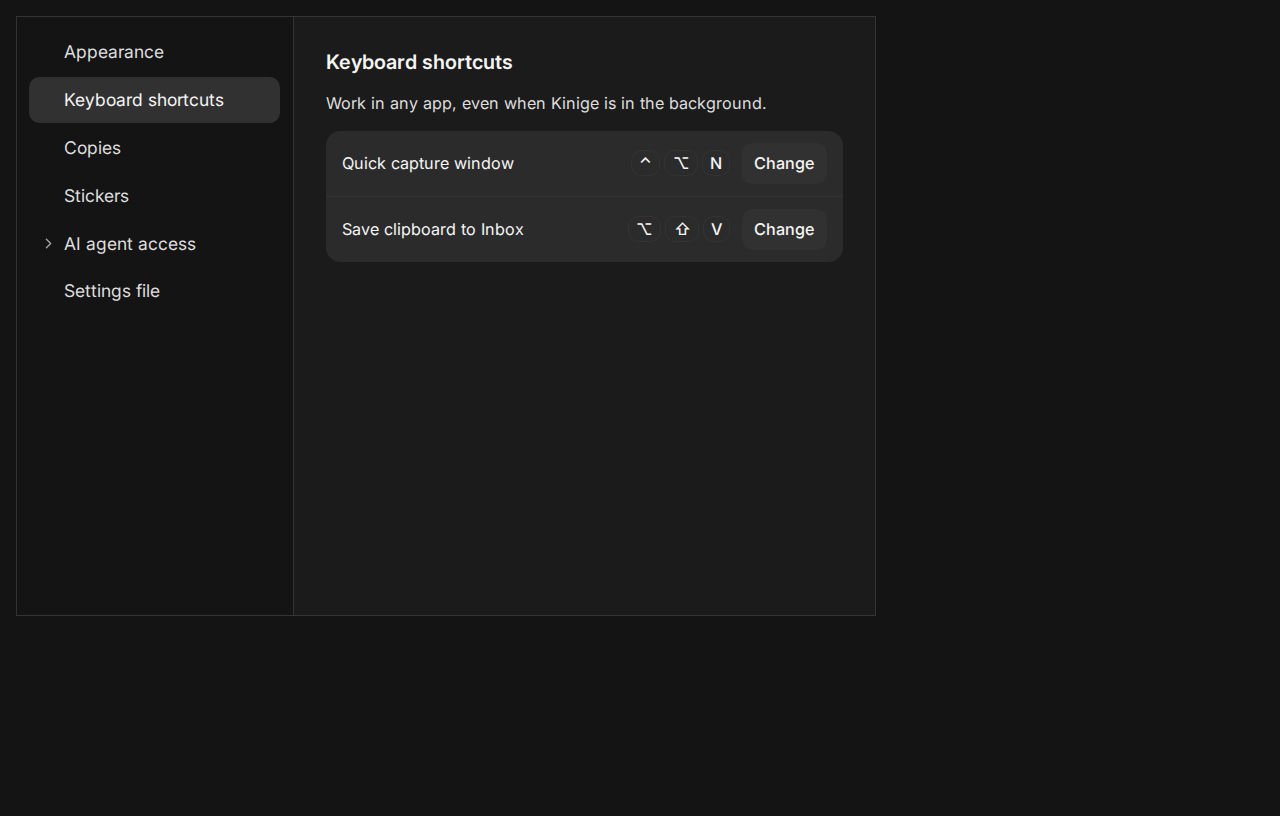 Appearance
Keyboard shortcuts
Copies
Stickers
AI agent access
Settings file
Keyboard shortcuts
Work in any app, even when Kinige is in the background.
Quick capture window ⌃ ⌥ N Change
Save clipboard to Inbox ⌥ ⇧ V Change